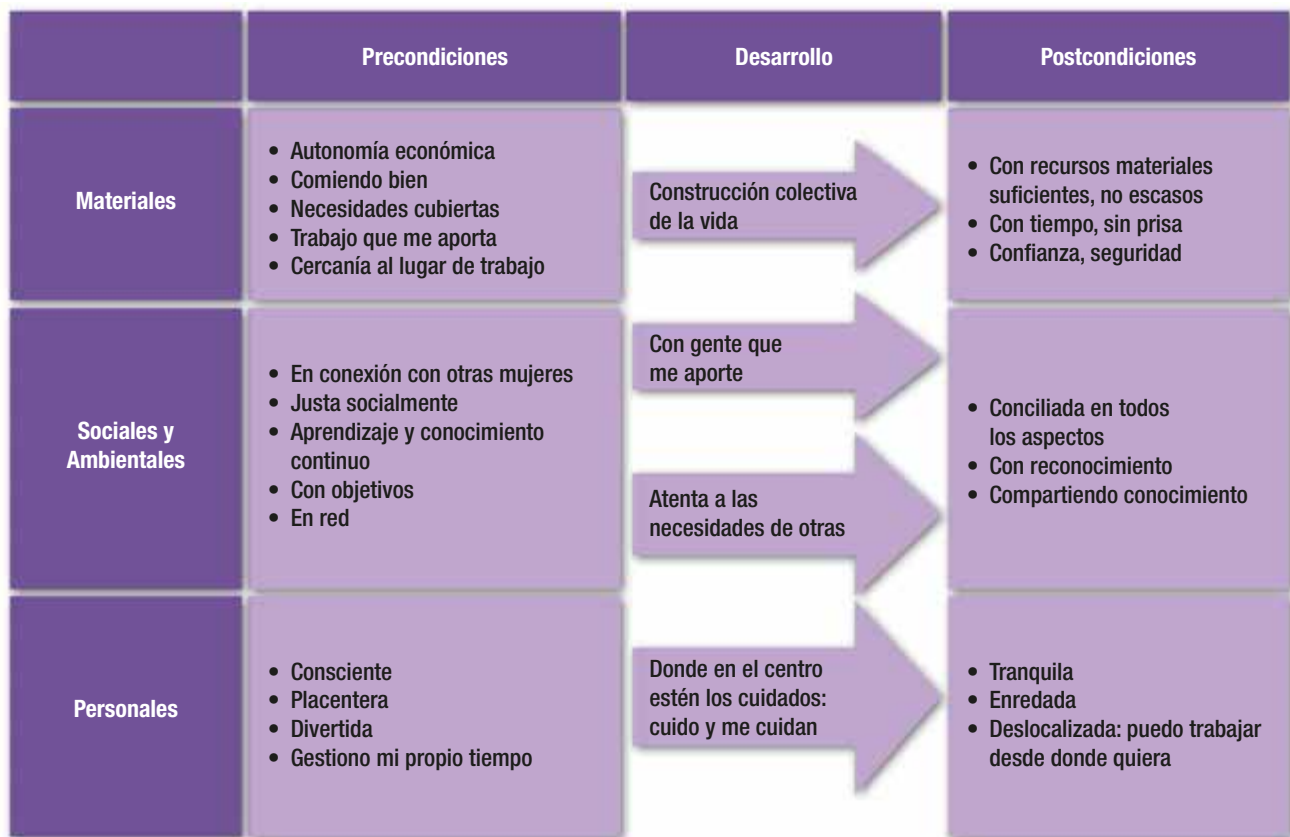 Precondiciones
Desarrollo
Postcondiciones
Materiales
• Autonomía económica
• Comiendo bien
• Necesidades cubiertas
• Trabajo que me aporta
• Cercanía al lugar de trabajo
Construcción colectiva
de la vida
• Con recursos materiales
suficientes, no escasos
• Con tiempo, sin prisa
• Confianza, seguridad
Sociales y
Ambientales
• En conexión con otras mujeres
• Justa socialmente
• Aprendizaje y conocimiento
continuo
• Con objetivos
• En red
Con gente que
me aporte
Atenta a las
necesidades de otras
• Conciliada en todos
los aspectos
• Con reconocimiento
• Compartiendo conocimiento
Personales
• Consciente
• Placentera
• Divertida
• Gestiono mi propio tiempo
Donde en el centro
estén los cuidados:
cuido y me cuidan
• Tranquila
• Enredada
• Deslocalizada: puedo trabajar
desde donde quiera